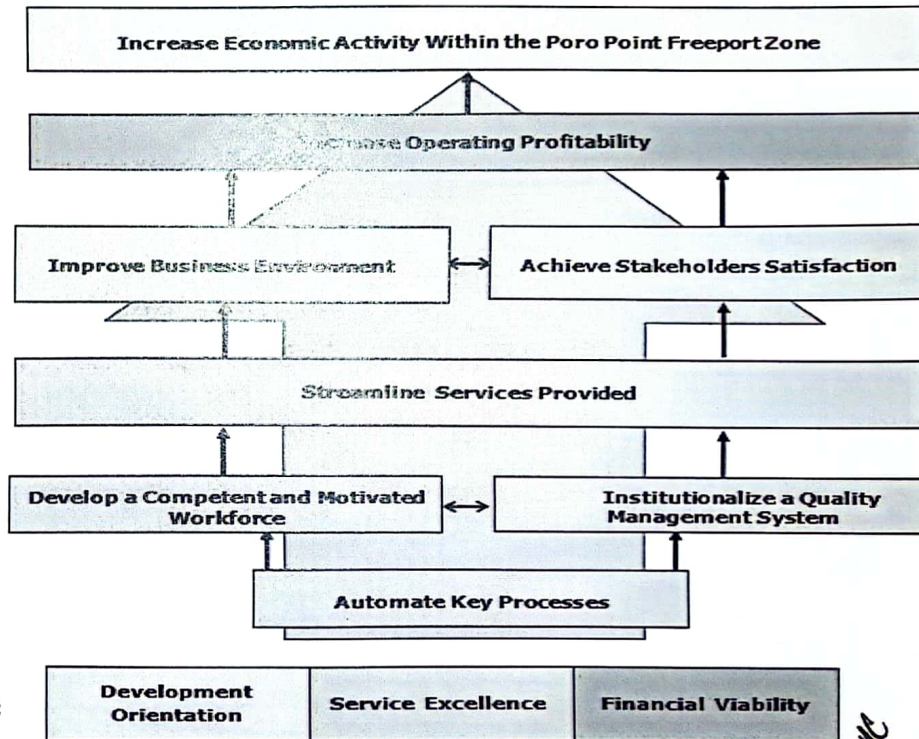 Increase Economic Activity Within the Poro Point Freeport Zone
Increase Operating Profitability
Improve Business Environment
Achieve Stakeholders Satisfaction
Streamline Services Provided
Develop a Competent and Motivated
Workforce
Institutionalize a Quality
Management System
Automate Key Processes
Development
Orientation
Service Excellence
Financial Viability